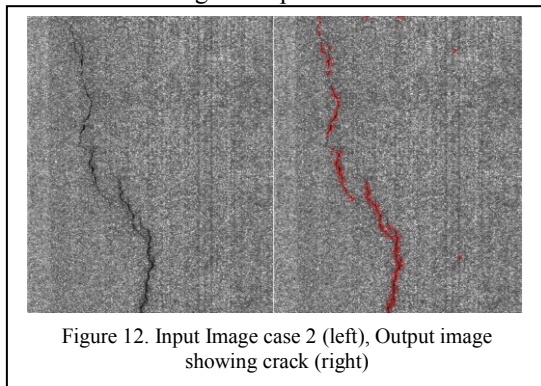 Figure 12. Input Image case 2 (left), Output image
showing crack (right)